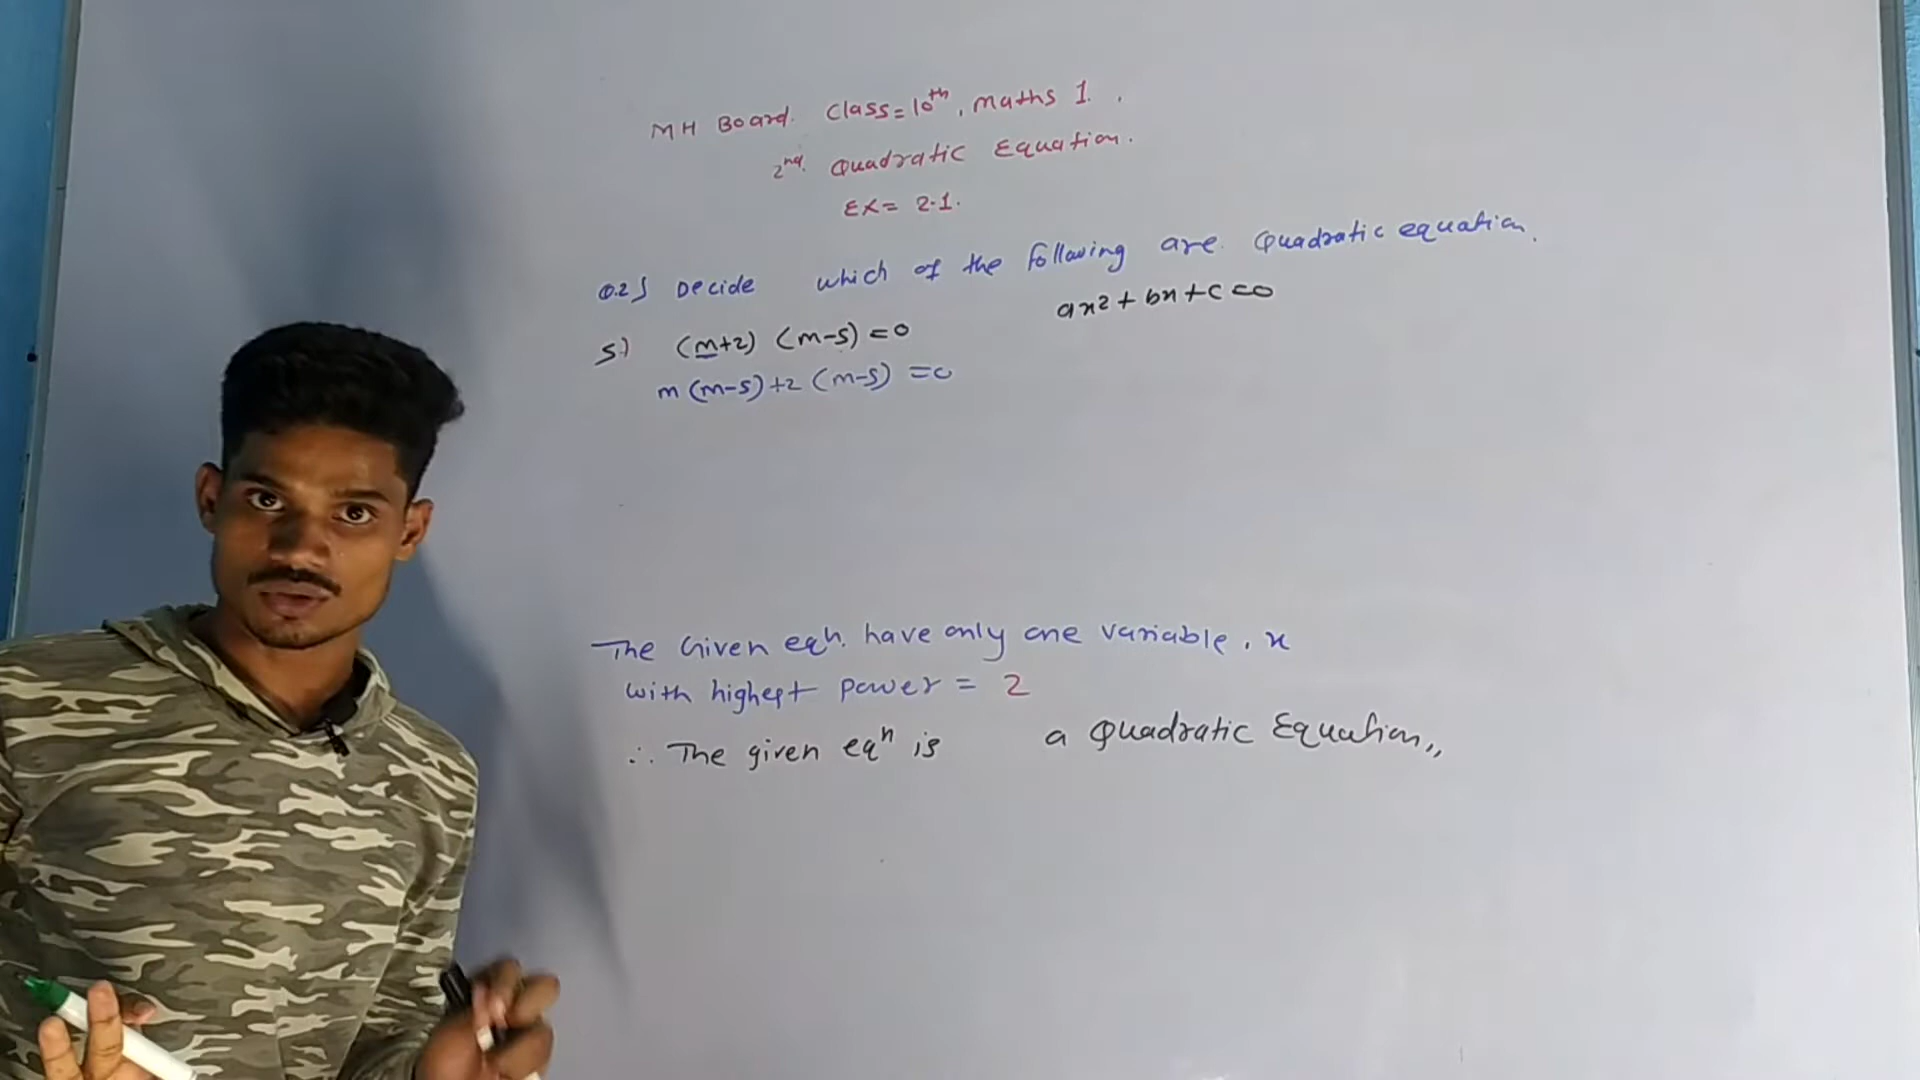 MH Board. Class = 10th, maths 1.
2nd. Quadratic Equation.
EX = 2.1.
Q.2] Decide which of the following are Quadratic equation.
ax² + bx + c = 0
5.) (m+2) (m-5) = 0
m (m-5) + 2 (m-5) = 0
The Given eqn. have only one variable. x
with highest power = 2
∴ The given eqn is a Quadratic Equation,,